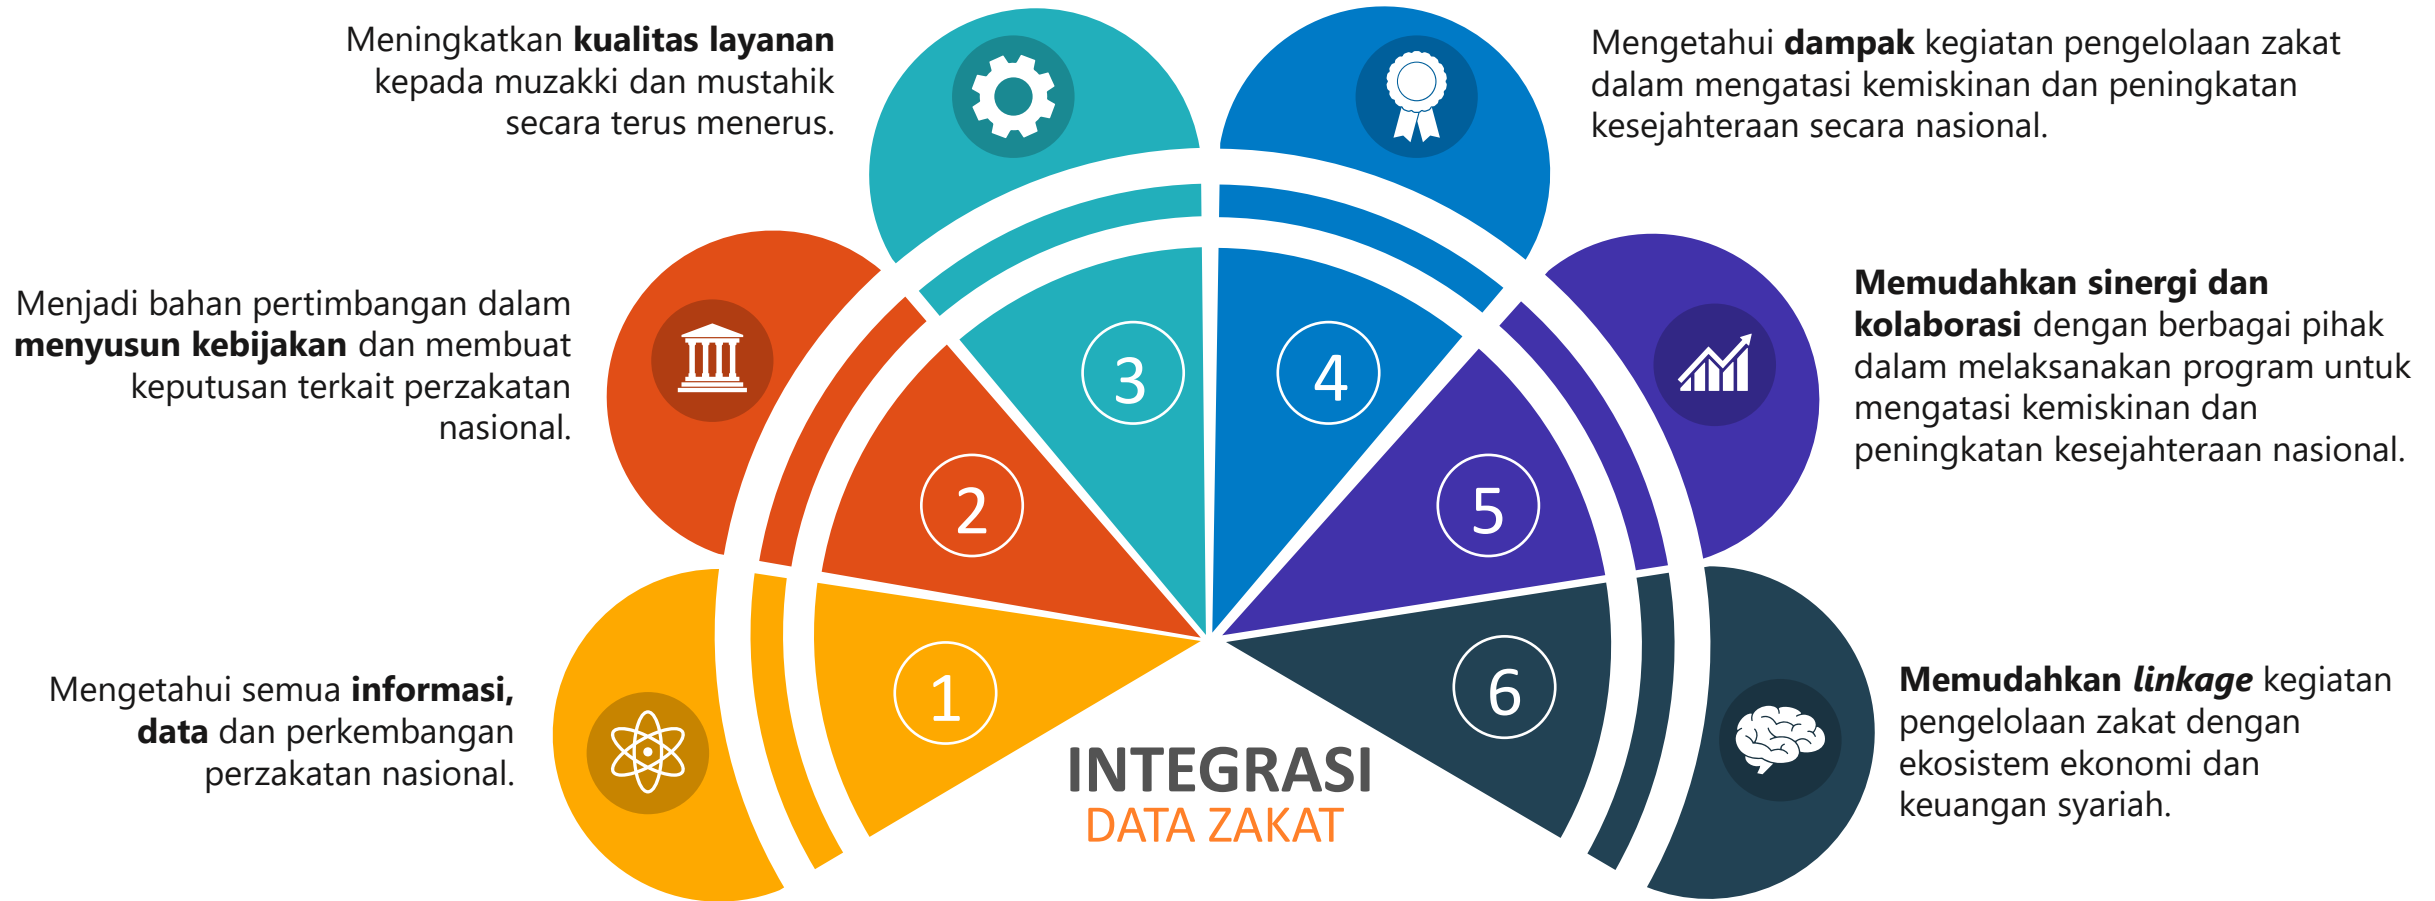 Mengetahui semua informasi,
data dan perkembangan
perzakatan nasional.
1
Menjadi bahan pertimbangan dalam
menyusun kebijakan dan membuat
keputusan terkait perzakatan
nasional.
2
Meningkatkan kualitas layanan
kepada muzakki dan mustahik
secara terus menerus.
3
Mengetahui dampak kegiatan pengelolaan zakat
dalam mengatasi kemiskinan dan peningkatan
kesejahteraan secara nasional.
4
Memudahkan sinergi dan
kolaborasi dengan berbagai pihak
dalam melaksanakan program untuk
mengatasi kemiskinan dan
peningkatan kesejahteraan nasional.
5
Memudahkan linkage kegiatan
pengelolaan zakat dengan
ekosistem ekonomi dan
keuangan syariah.
6
INTEGRASI
DATA ZAKAT